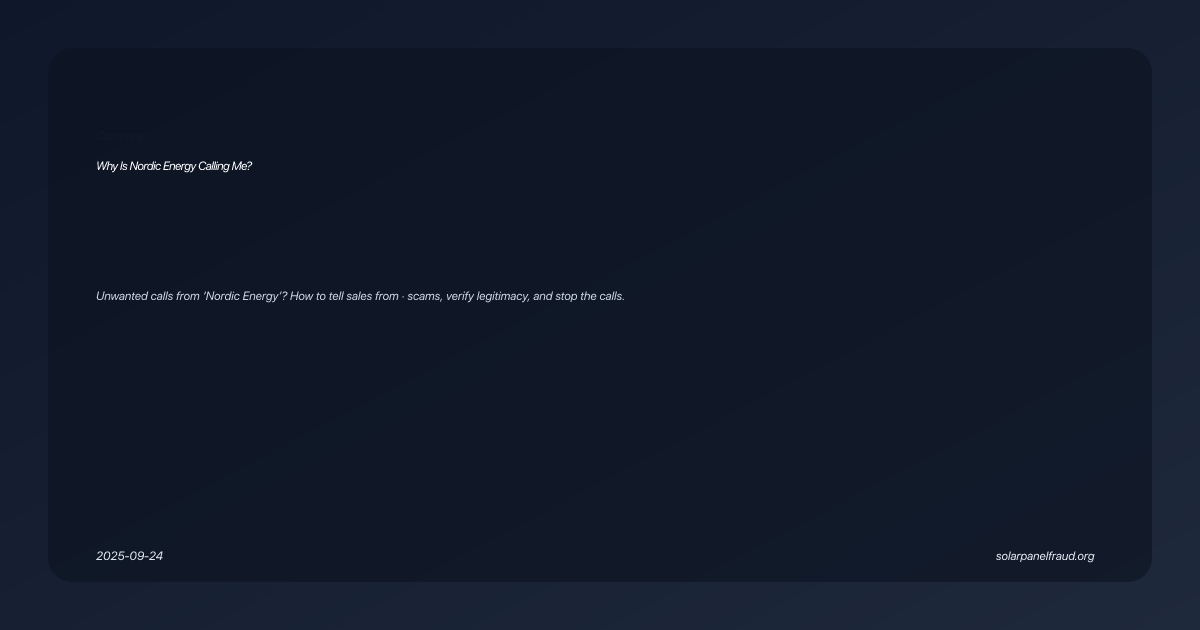 Why Is Nordic Energy Calling Me?
Unwanted calls from ‘Nordic Energy’? How to tell sales from · scams, verify legitimacy, and stop the calls.
2025-09-24
solarpanelfraud.org